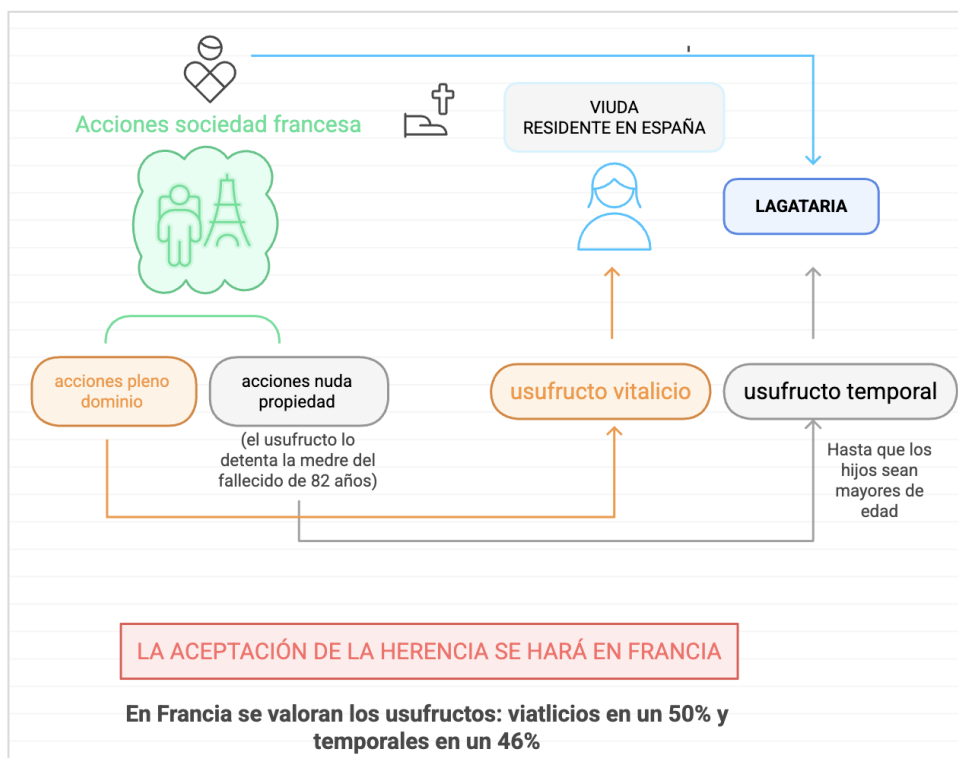 Acciones sociedad francesa
VIUDA
RESIDENTE EN ESPAÑA
LAGATARIA
acciones pleno
dominio
acciones nuda
propiedad
(el usufructo lo
detenta la medre del
fallecido de 82 años)
usufructo vitalicio
usufructo temporal
Hasta que los
hijos sean
mayores de
edad
LA ACEPTACIÓN DE LA HERENCIA SE HARÁ EN FRANCIA
En Francia se valoran los usufructos: viatlicios en un 50% y
temporales en un 46%